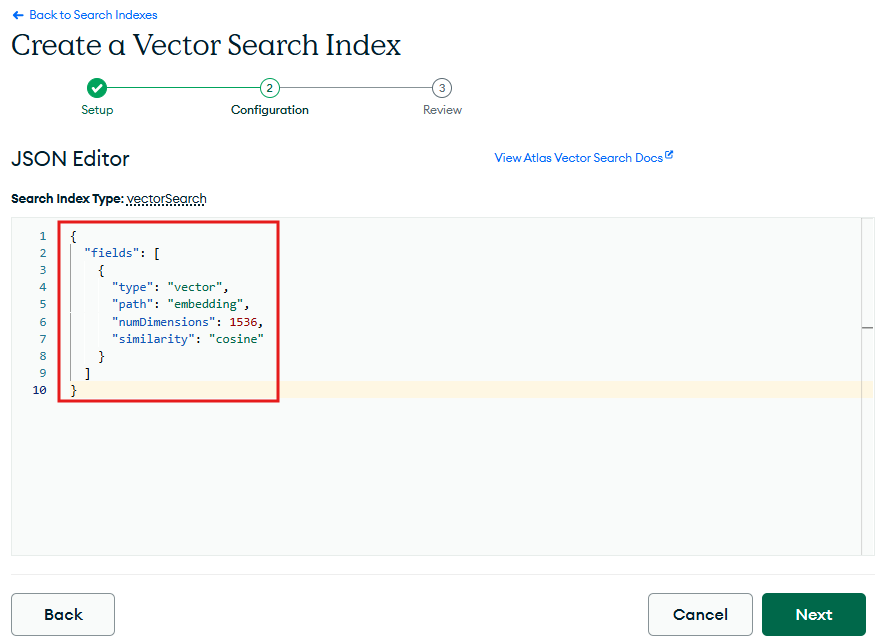 ← Back to Search Indexes
Create a Vector Search Index
2 3
Setup Configuration Review
JSON Editor View Atlas Vector Search Docs
Search Index Type: vectorSearch
1 {
2   "fields": [
3     {
4       "type": "vector",
5       "path": "embedding",
6       "numDimensions": 1536,
7       "similarity": "cosine"
8     }
9   ]
10 }
Back Cancel Next